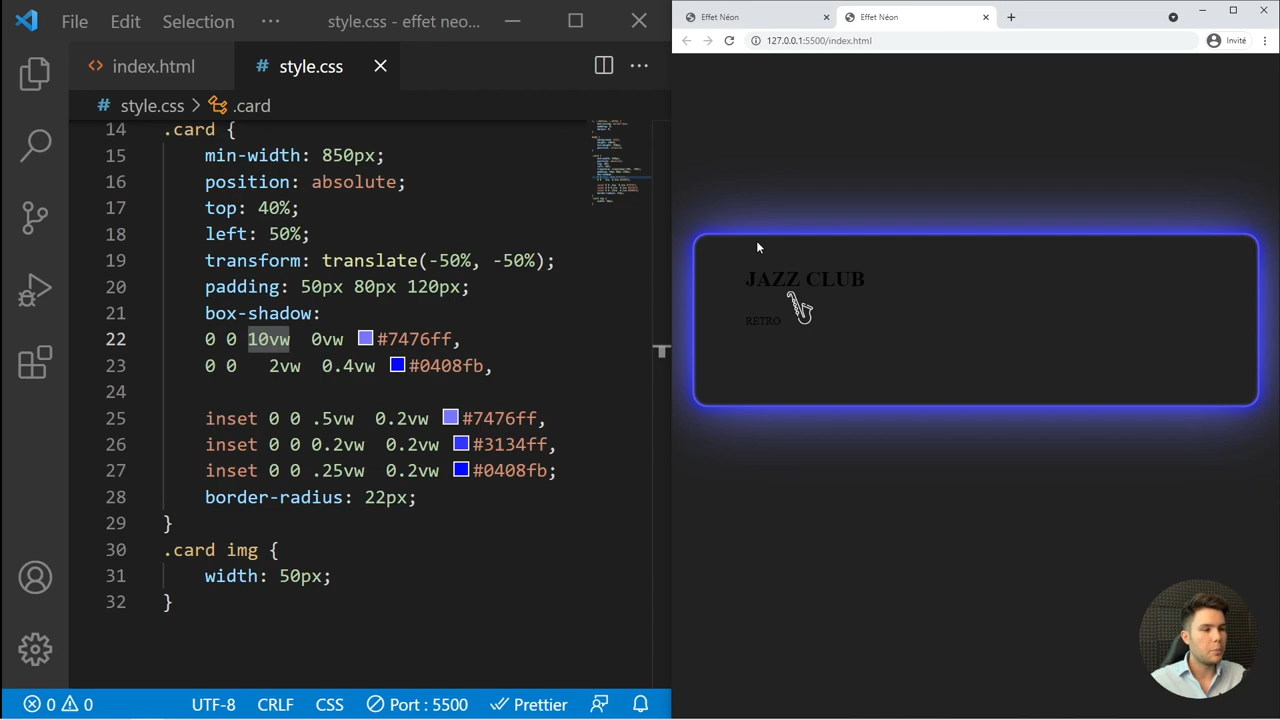 File Edit Selection ··· style.css - effet neo...
index.html
# style.css
# style.css > .card
14 .card {
15 min-width: 850px;
16 position: absolute;
17 top: 40%;
18 left: 50%;
19 transform: translate(-50%, -50%);
20 padding: 50px 80px 120px;
21 box-shadow:
22 0 0 10vw 0vw #7476ff,
23 0 0 2vw 0.4vw #0408fb,
24
25 inset 0 0 .5vw 0.2vw #7476ff,
26 inset 0 0 0.2vw 0.2vw #3134ff,
27 inset 0 0 .25vw 0.2vw #0408fb;
28 border-radius: 22px;
29 }
30 .card img {
31 width: 50px;
32 }
0 0 UTF-8 CRLF CSS Port : 5500 Prettier
Effet Néon
Effet Néon
127.0.0.1:5500/index.html
Invité
JAZZ CLUB
RETRO